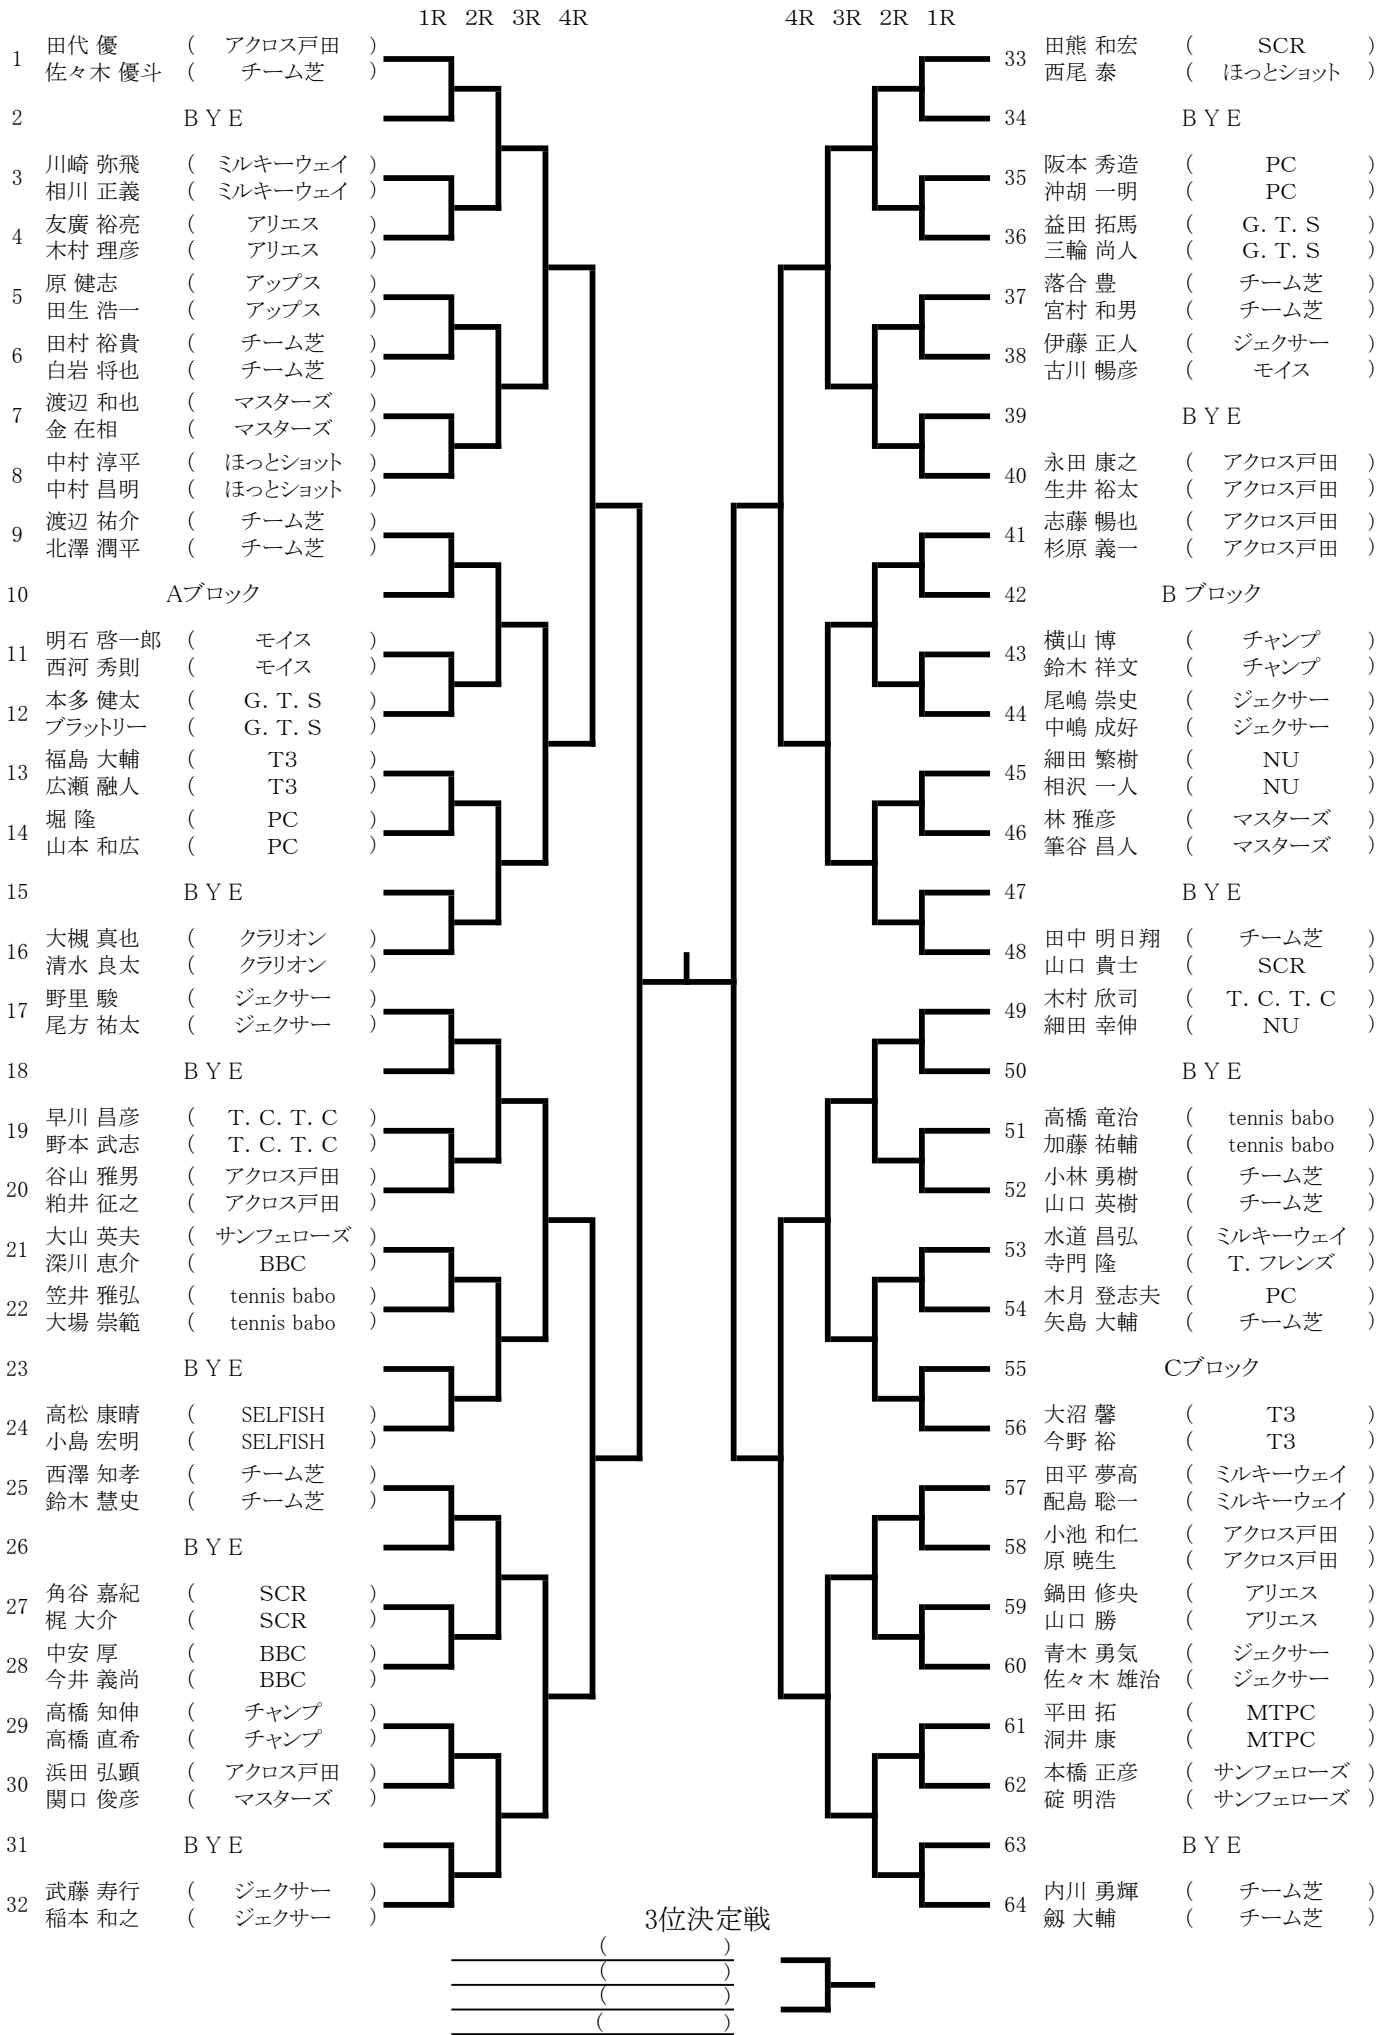 1R 2R 3R 4R
1 田代 優 ( アクロス戸田 )
佐々木 優斗 ( チーム芝 )
2 B Y E
3 川崎 弥飛 ( ミルキーウェイ )
相川 正義 ( ミルキーウェイ )
4 友廣 裕亮 ( アリエス )
木村 理彦 ( アリエス )
5 原 健志 ( アップス )
田生 浩一 ( アップス )
6 田村 裕貴 ( チーム芝 )
白岩 将也 ( チーム芝 )
7 渡辺 和也 ( マスターズ )
金 在相 ( マスターズ )
8 中村 淳平 ( ほっとショット )
中村 昌明 ( ほっとショット )
9 渡辺 祐介 ( チーム芝 )
北澤 潤平 ( チーム芝 )
10 Aブロック
11 明石 啓一郎 ( モイス )
西河 秀則 ( モイス )
12 本多 健太 ( G. T. S )
ブラットリー ( G. T. S )
13 福島 大輔 ( T3 )
広瀬 融人 ( T3 )
14 堀 隆 ( PC )
山本 和広 ( PC )
15 B Y E
16 大槻 真也 ( クラリオン )
清水 良太 ( クラリオン )
17 野里 駿 ( ジェクサー )
尾方 祐太 ( ジェクサー )
18 B Y E
19 早川 昌彦 ( T. C. T. C )
野本 武志 ( T. C. T. C )
20 谷山 雅男 ( アクロス戸田 )
粕井 征之 ( アクロス戸田 )
21 大山 英夫 ( サンフェローズ )
深川 恵介 ( BBC )
22 笠井 雅弘 ( tennis babo )
大場 崇範 ( tennis babo )
23 B Y E
24 高松 康晴 ( SELFISH )
小島 宏明 ( SELFISH )
25 西澤 知孝 ( チーム芝 )
鈴木 慧史 ( チーム芝 )
26 B Y E
27 角谷 嘉紀 ( SCR )
梶 大介 ( SCR )
28 中安 厚 ( BBC )
今井 義尚 ( BBC )
29 高橋 知伸 ( チャンプ )
高橋 直希 ( チャンプ )
30 浜田 弘顕 ( アクロス戸田 )
関口 俊彦 ( マスターズ )
31 B Y E
32 武藤 寿行 ( ジェクサー )
稲本 和之 ( ジェクサー )
4R 3R 2R 1R
33 田熊 和宏 ( SCR )
西尾 泰 ( ほっとショット )
34 B Y E
35 阪本 秀造 ( PC )
沖胡 一明 ( PC )
36 益田 拓馬 ( G. T. S )
三輪 尚人 ( G. T. S )
37 落合 豊 ( チーム芝 )
宮村 和男 ( チーム芝 )
38 伊藤 正人 ( ジェクサー )
古川 暢彦 ( モイス )
39 B Y E
40 永田 康之 ( アクロス戸田 )
生井 裕太 ( アクロス戸田 )
41 志藤 暢也 ( アクロス戸田 )
杉原 義一 ( アクロス戸田 )
42 B ブロック
43 横山 博 ( チャンプ )
鈴木 祥文 ( チャンプ )
44 尾嶋 崇史 ( ジェクサー )
中嶋 成好 ( ジェクサー )
45 細田 繁樹 ( NU )
相沢 一人 ( NU )
46 林 雅彦 ( マスターズ )
筆谷 昌人 ( マスターズ )
47 B Y E
48 田中 明日翔 ( チーム芝 )
山口 貴士 ( SCR )
49 木村 欣司 ( T. C. T. C )
細田 幸伸 ( NU )
50 B Y E
51 高橋 竜治 ( tennis babo )
加藤 祐輔 ( tennis babo )
52 小林 勇樹 ( チーム芝 )
山口 英樹 ( チーム芝 )
53 水道 昌弘 ( ミルキーウェイ )
寺門 隆 ( T. フレンズ )
54 木月 登志夫 ( PC )
矢島 大輔 ( チーム芝 )
55 Cブロック
56 大沼 馨 ( T3 )
今野 裕 ( T3 )
57 田平 夢高 ( ミルキーウェイ )
配島 聡一 ( ミルキーウェイ )
58 小池 和仁 ( アクロス戸田 )
原 暁生 ( アクロス戸田 )
59 鍋田 修央 ( アリエス )
山口 勝 ( アリエス )
60 青木 勇気 ( ジェクサー )
佐々木 雄治 ( ジェクサー )
61 平田 拓 ( MTPC )
洞井 康 ( MTPC )
62 本橋 正彦 ( サンフェローズ )
碇 明浩 ( サンフェローズ )
63 B Y E
64 内川 勇輝 ( チーム芝 )
劔 大輔 ( チーム芝 )
3位決定戦
( )
( )
( )
( )